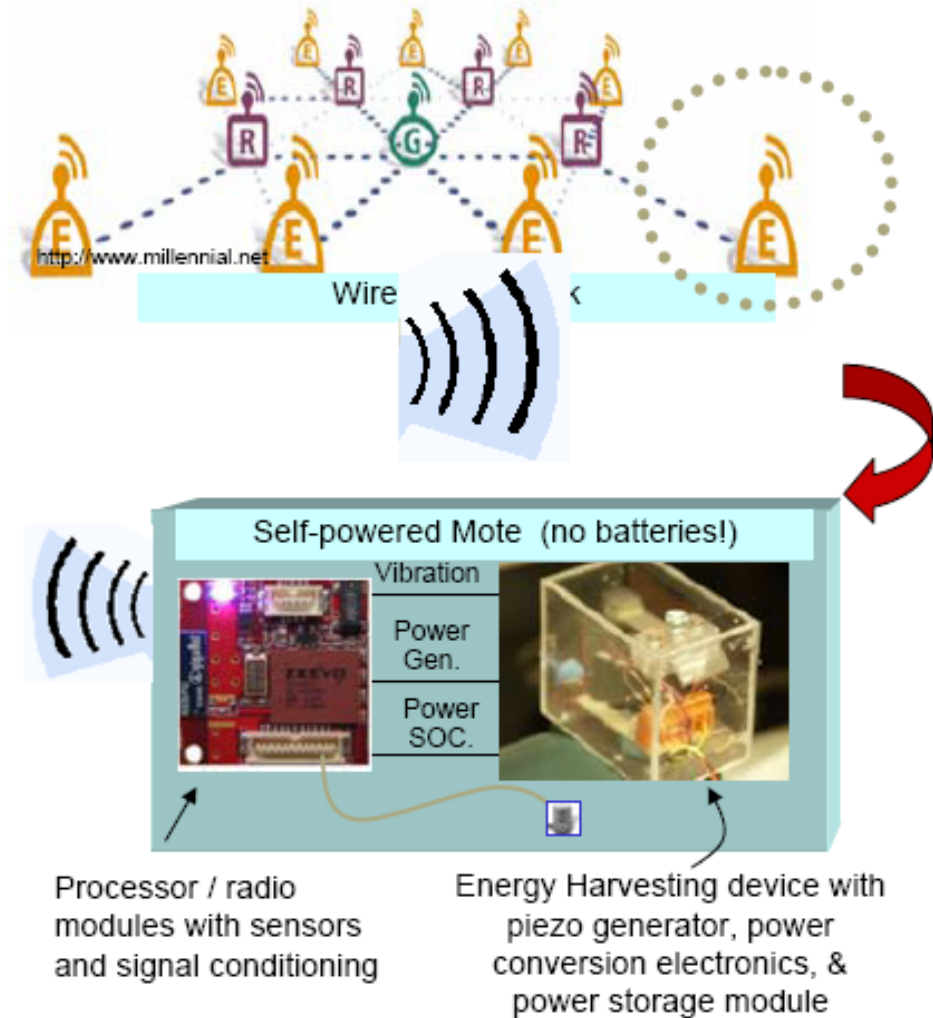 E
E
E
E
E
R
R
R
G
R
E
E
E
E
http://www.millennial.net
Wire k
Self-powered Mote (no batteries!)
Vibration
Power
Gen.
Power
SOC.
ZEEVO
Processor / radio
modules with sensors
and signal conditioning
Energy Harvesting device with
piezo generator, power
conversion electronics, &
power storage module